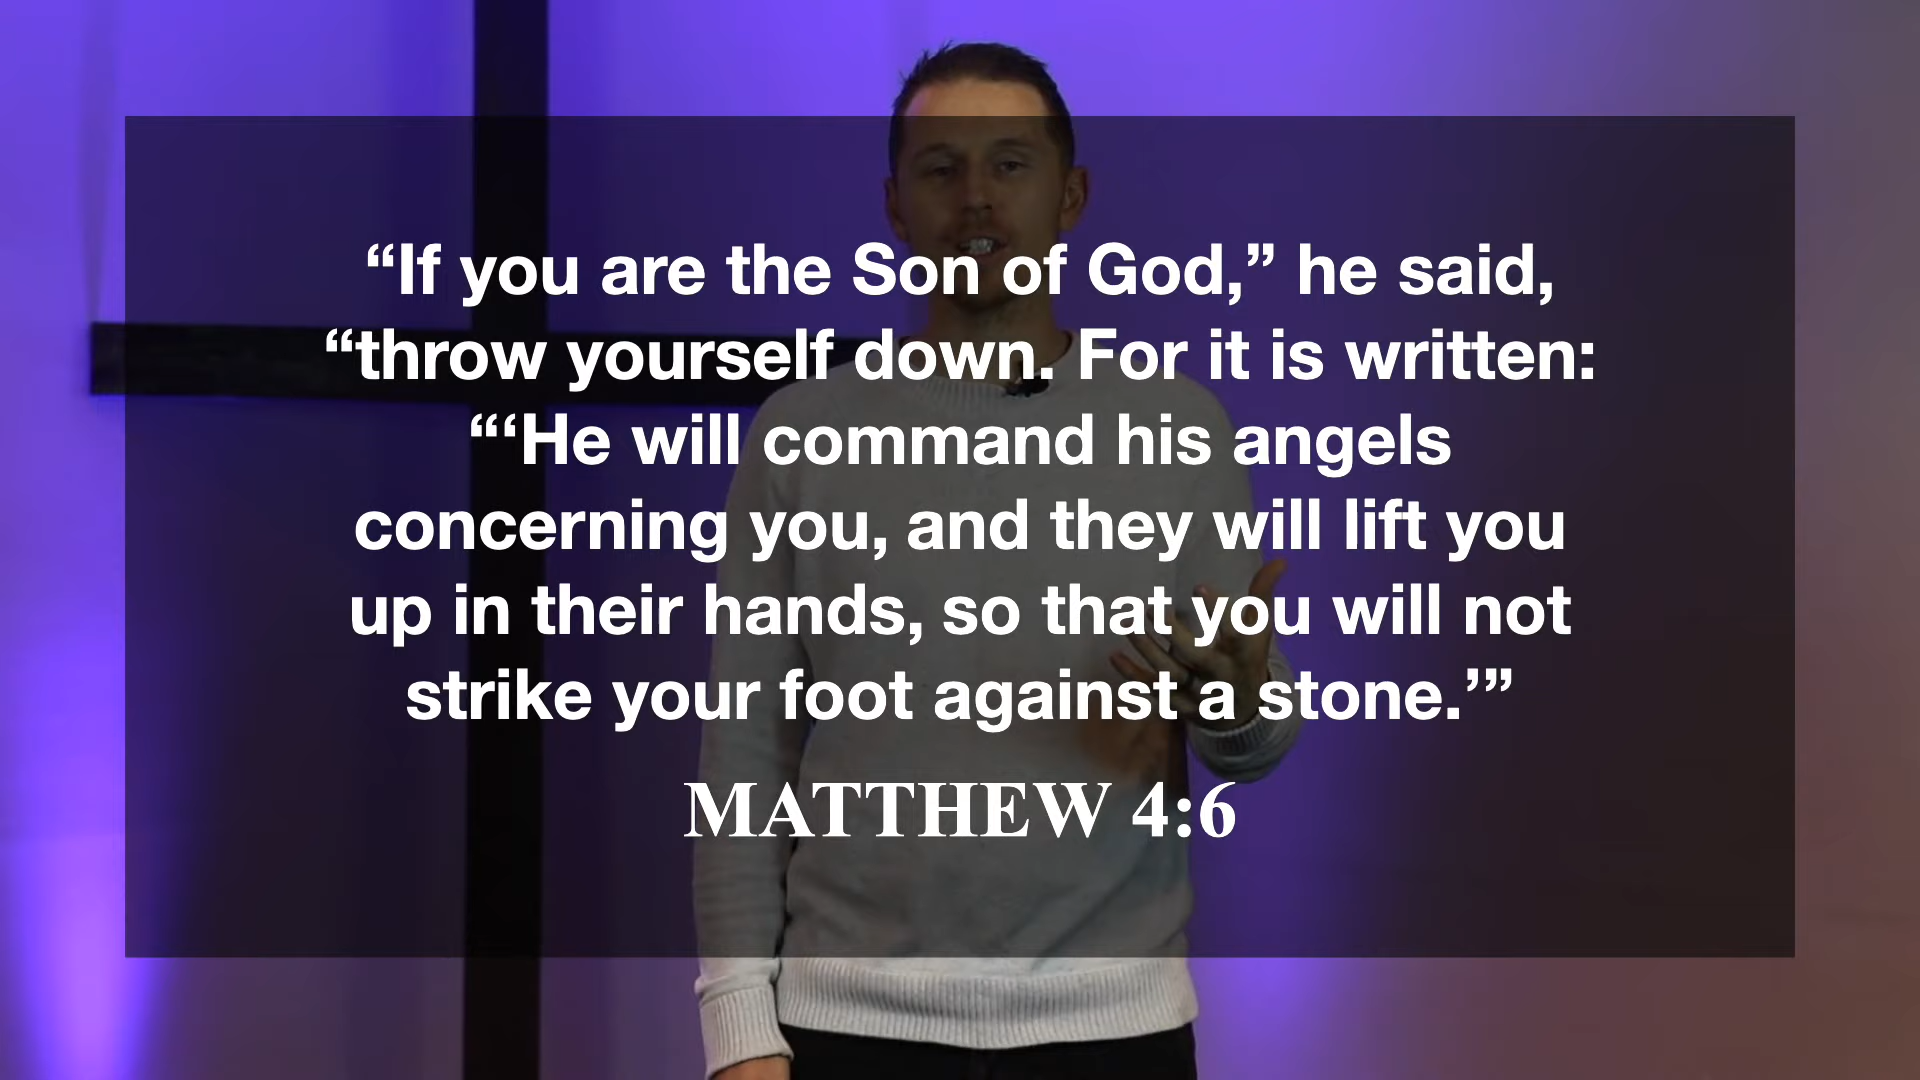 “If you are the Son of God,” he said,
“throw yourself down. For it is written:
“‘He will command his angels
concerning you, and they will lift you
up in their hands, so that you will not
strike your foot against a stone.’”
MATTHEW 4:6